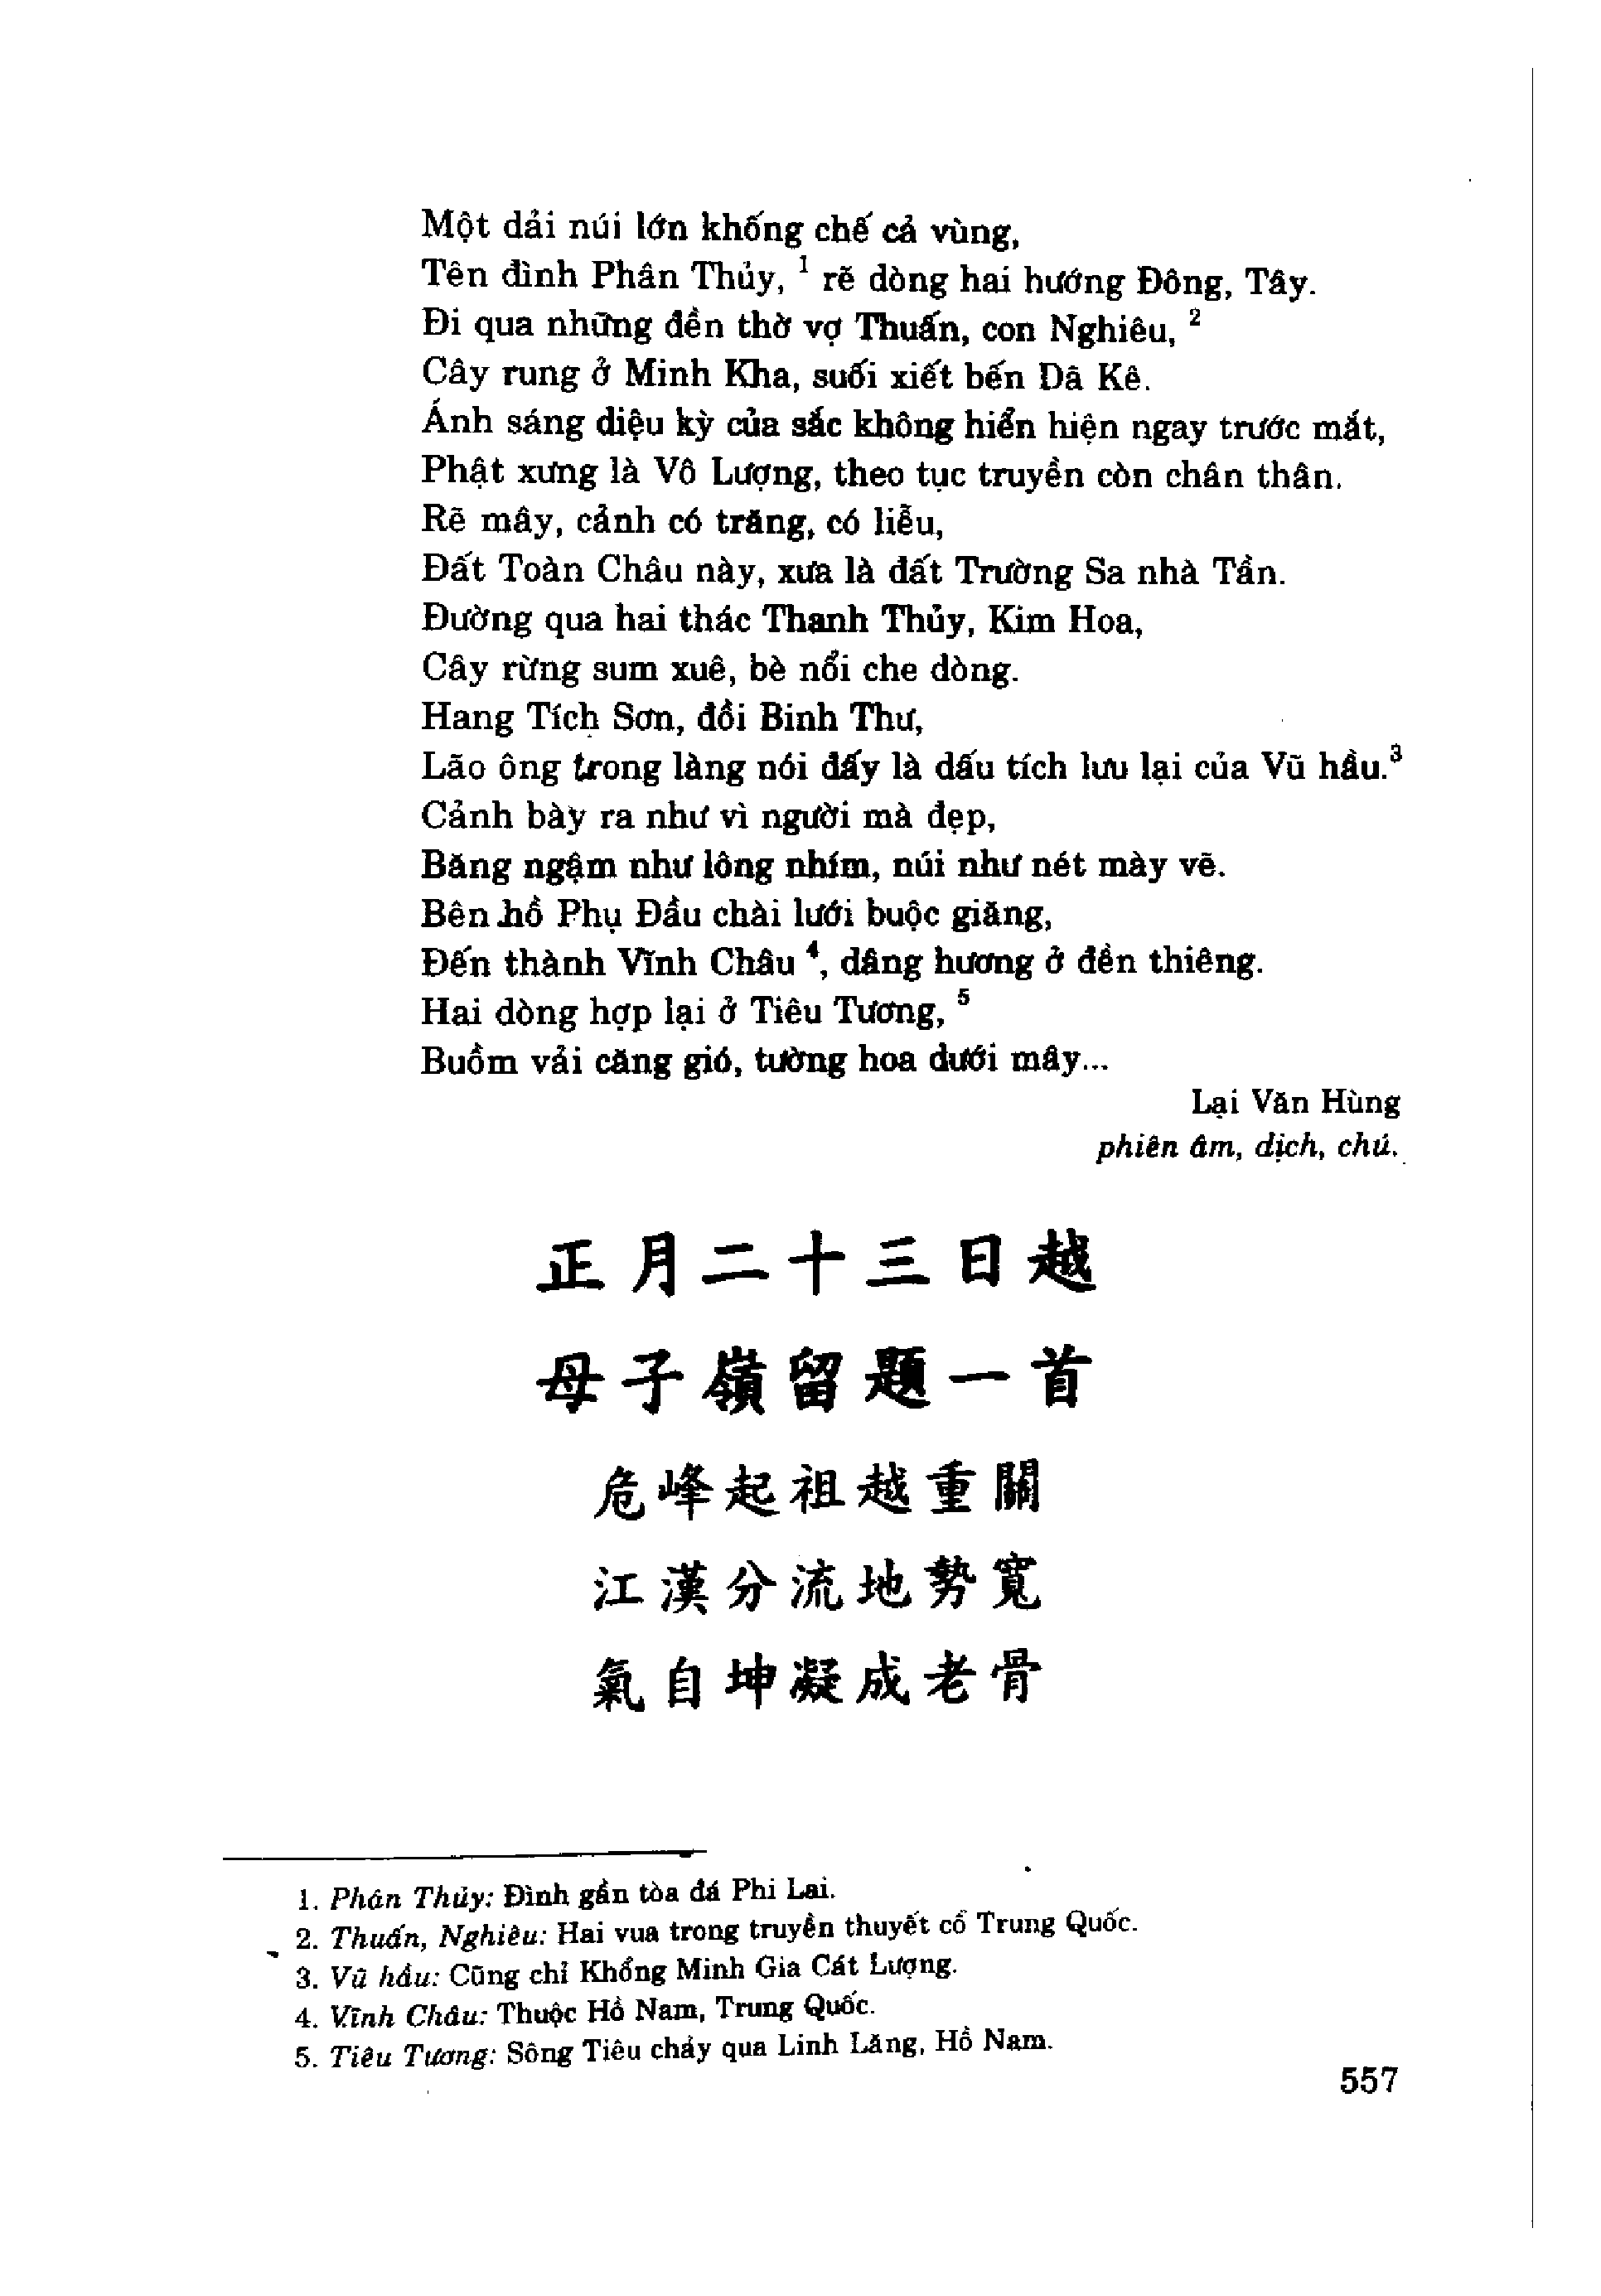 Một dải núi lớn khống chế cả vùng,
Tên đình Phân Thủy, ¹ rẽ dòng hai hướng Đông, Tây.
Đi qua những đền thờ vợ Thuấn, con Nghiêu, ²
Cây rung ở Minh Kha, suối xiết bến Dã Kê.
Ánh sáng diệu kỳ của sắc không hiển hiện ngay trước mắt,
Phật xưng là Vô Lượng, theo tục truyền còn chân thân.
Rẽ mây, cảnh có trăng, có liễu,
Đất Toàn Châu này, xưa là đất Trường Sa nhà Tần.
Đường qua hai thác Thanh Thủy, Kim Hoa,
Cây rừng sum xuê, bè nổi che dòng.
Hang Tích Sơn, đồi Binh Thư,
Lão ông trong làng nói đấy là dấu tích lưu lại của Vũ hầu.³
Cảnh bày ra như vì người mà đẹp,
Băng ngậm như lông nhím, núi như nét mày vẽ.
Bên hồ Phụ Đầu chài lưới buộc giăng,
Đến thành Vĩnh Châu ⁴, dâng hương ở đền thiêng.
Hai dòng hợp lại ở Tiêu Tương, ⁵
Buồm vải căng gió, tường hoa dưới mây...
Lại Văn Hùng
phiên âm, dịch, chú.
正月二十三日越
母子嶺留題一首
危峰起祖越重關
江漢分流地勢寬
氣自坤凝成老骨
1. Phân Thủy: Đình gần tòa đá Phi Lai.
2. Thuấn, Nghiêu: Hai vua trong truyền thuyết cổ Trung Quốc.
3. Vũ hầu: Cũng chỉ Khổng Minh Gia Cát Lượng.
4. Vĩnh Châu: Thuộc Hồ Nam, Trung Quốc.
5. Tiêu Tương: Sông Tiêu chảy qua Linh Lăng, Hồ Nam.
557